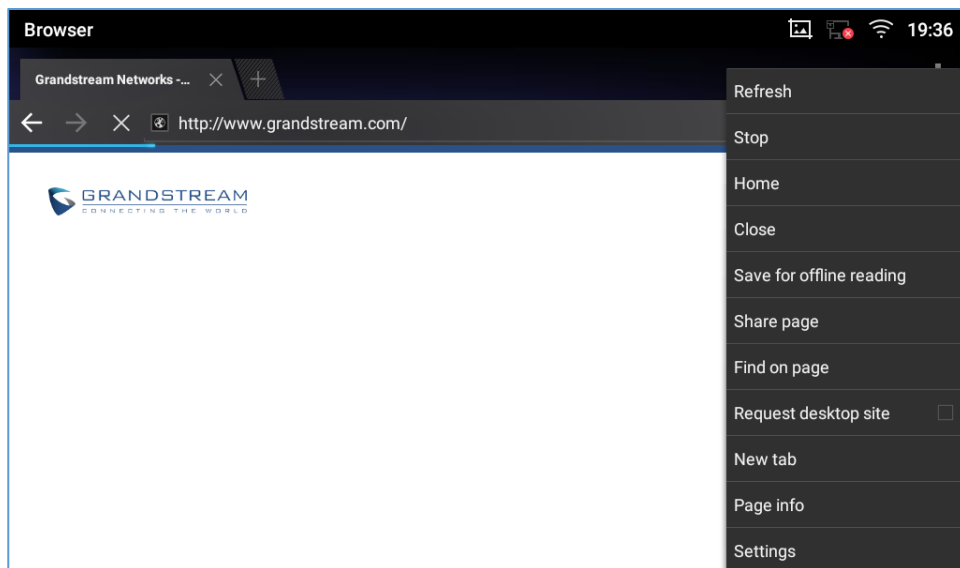 Browser
19:36
Grandstream Networks -...
http://www.grandstream.com/
GRANDSTREAM
CONNECTING THE WORLD
Refresh
Stop
Home
Close
Save for offline reading
Share page
Find on page
Request desktop site
New tab
Page info
Settings